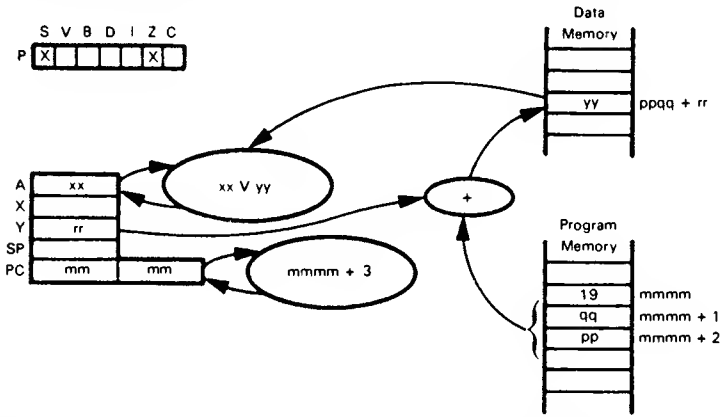 S V B D I Z C
P X X
Data
Memory
yy ppqq + rr
A xx
X
Y rr
SP
PC mm mm
xx V yy
+
mmmm + 3
Program
Memory
19 mmmm
qq mmmm + 1
pp mmmm + 2